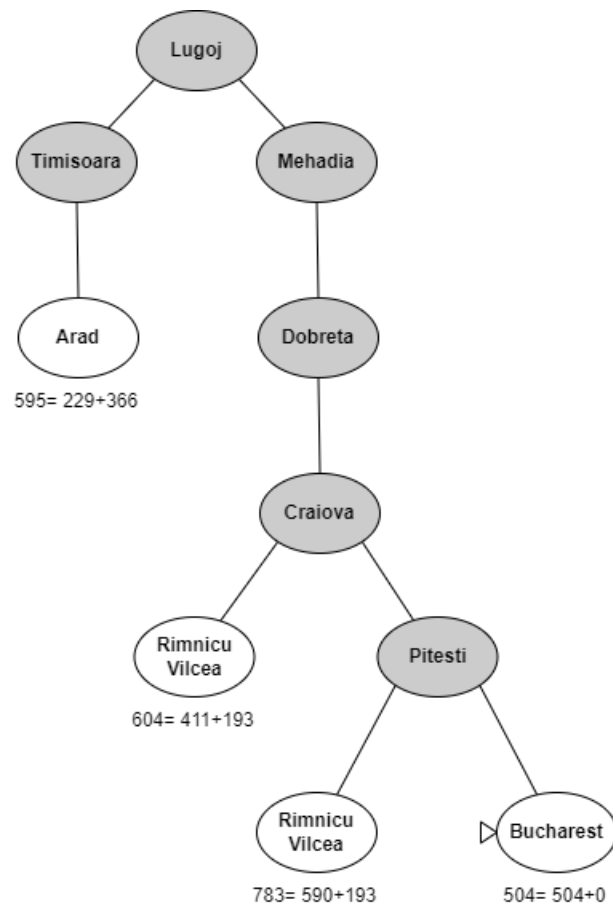 Lugoj
Timisoara
Mehadia
Arad
Dobreta
595= 229+366
Craiova
Rimnicu
Vilcea
Pitesti
604= 411+193
Rimnicu
Vilcea
Bucharest
783= 590+193
504= 504+0